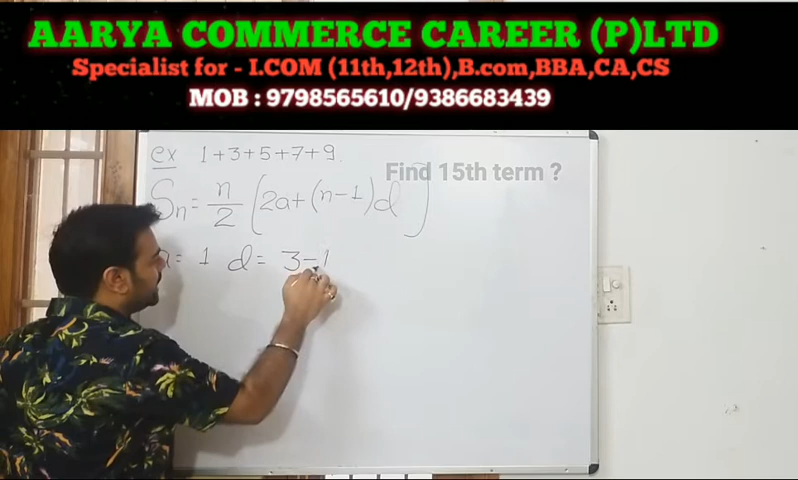 AARYA COMMERCE CAREER (P)LTD
Specialist for - I.COM (11th,12th),B.com,BBA,CA,CS
MOB : 9798565610/9386683439
ex 1+3+5+7+9
Find 15th term ?
Sn = n/2 (2a+(n-1)d)
= 1 d = 3-1